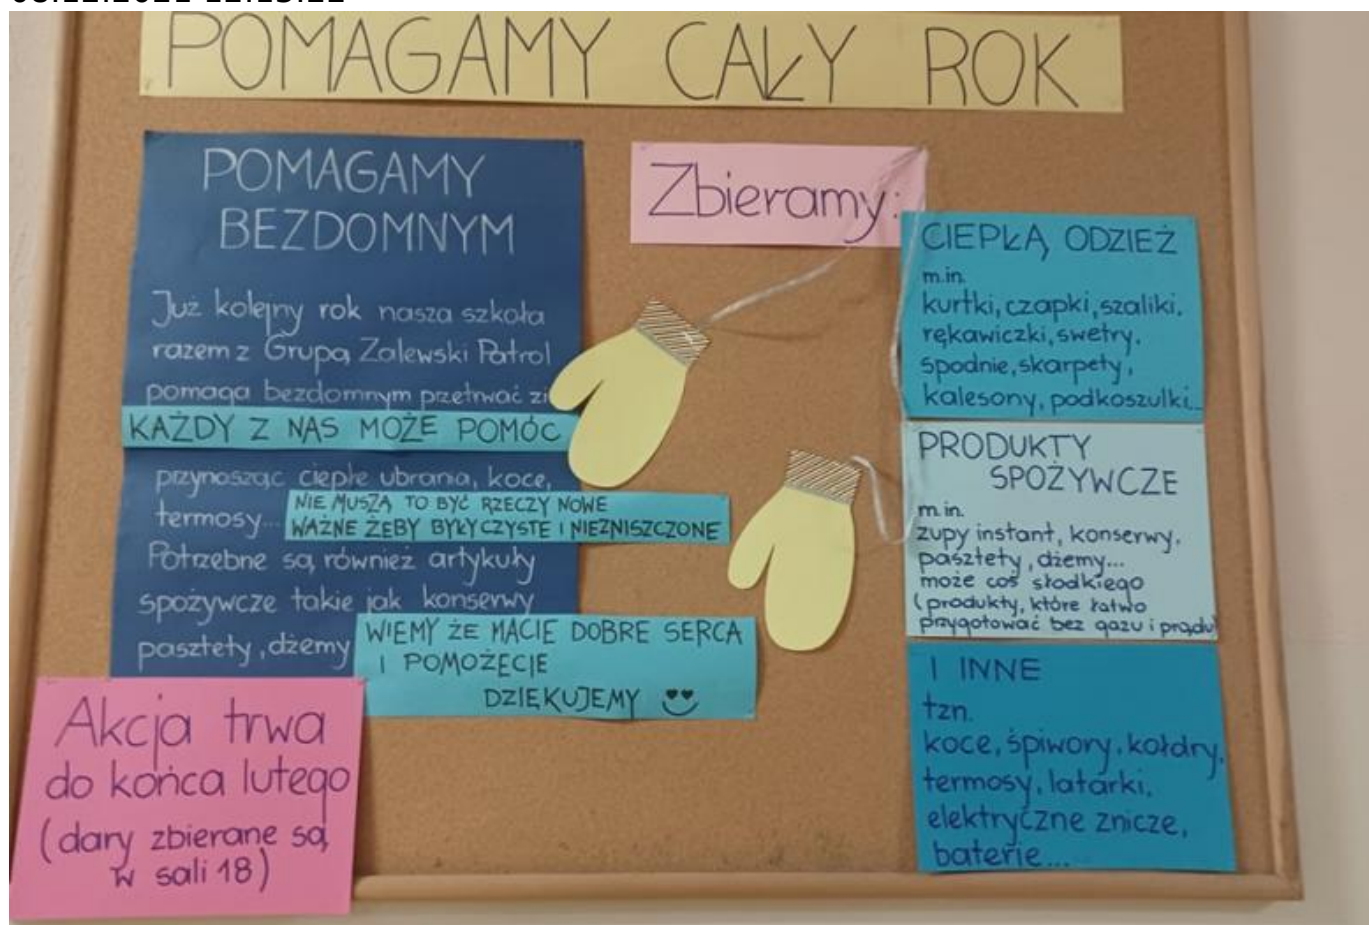 POMAGAMY CAŁY ROK
POMAGAMY
BEZDOMNYM
Już kolejny rok nasza szkoła
razem z Grupą Zalewski Patrol
pomaga bezdomnym przetrwać
KAŻDY Z NAS MOŻE POMÓC
przynosząc ciepłe ubrania, koce,
termosy...
NIE MUSZĄ TO BYĆ RZECZY NOWE
WAŻNE ŻEBY BYŁY CZYSTE I NIEZNISZCZONE
Potrzebne są również artykuły
spożywcze takie jak konserwy
pasztety, dżemy
WIEMY ŻE MACIE DOBRE SERCA
I POMOŻECIE
DZIĘKUJEMY
Akcja trwa
do końca lutego
(dary zbierane są
w sali 18)
Zbieramy:
CIEPŁĄ ODZIEŻ
m.in.
kurtki, czapki, szaliki,
rękawiczki, swetry,
spodnie, skarpety,
kalesony, podkoszulki...
PRODUKTY
SPOŻYWCZE
m.in.
zupy instant, konserwy,
pasztety, dżemy...
może coś słodkiego
(produkty, które łatwo
przygotować bez gazu i prądu)
I INNE
tzn.
koce, śpiwory, kołdry,
termosy, latarki,
elektryczne znicze,
baterie...